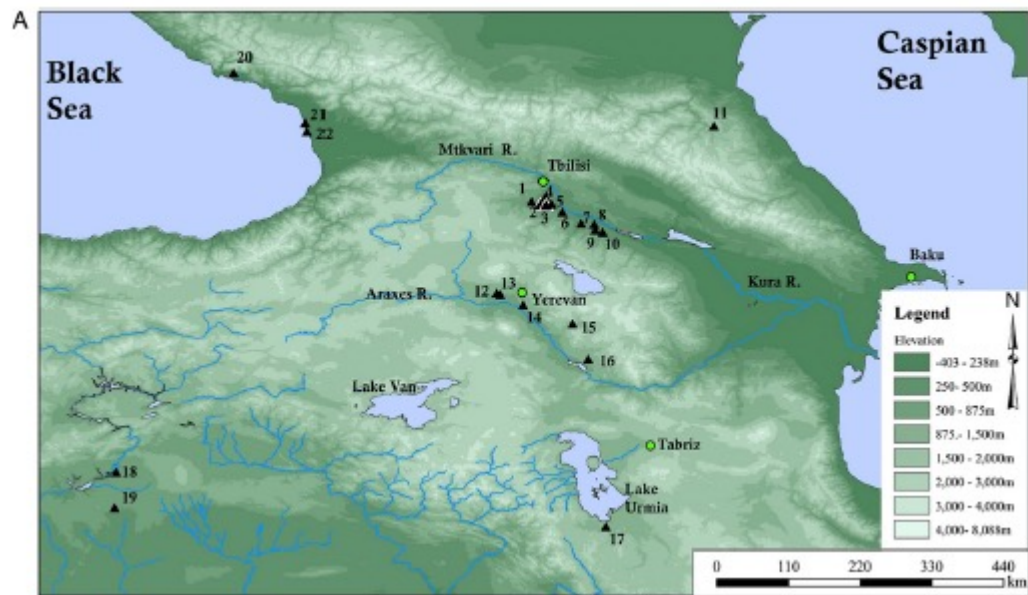 A
Black
Sea
Caspian
Sea
20
21
22
11
Mtkvari R.
Tbilisi
1
2
3
4
5
6
7
8
9
10
Baku
Kura R.
12
13
Araxes R.
Yerevan
14
15
16
Lake Van
Tabriz
Lake
Urmia
17
18
19
N
Legend
Elevation
-403 - 238m
250- 500m
500 - 875m
875.- 1,500m
1,500 - 2,000m
2,000 - 3,000m
3,000 - 4,000m
4,000- 8,088m
0 110 220 330 440
km